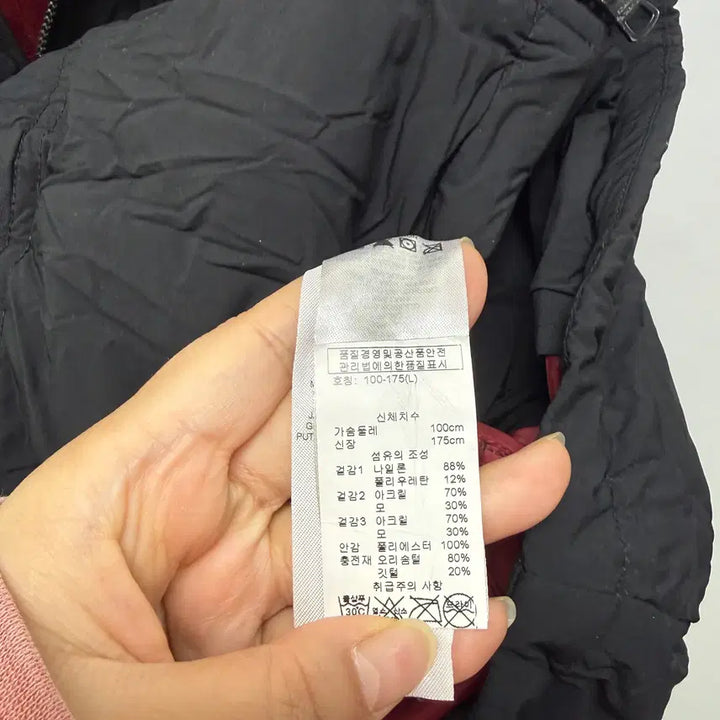 품질경영및공산품안전
관리법에의한품질표시
호칭: 100-175(L)
신체치수
가슴둘레 100cm
신장 175cm
섬유의 조성
겉감1 나일론 88%
폴리우레탄 12%
겉감2 아크릴 70%
모 30%
겉감3 아크릴 70%
모 30%
안감 폴리에스터 100%
충전재 오리솜털 80%
깃털 20%
취급주의 사항
30℃
드라이
PUT